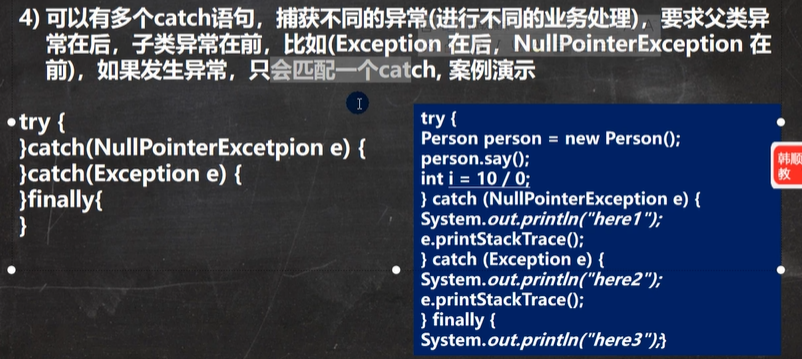 4) 可以有多个catch语句，捕获不同的异常(进行不同的业务处理)，要求父类异
常在后，子类异常在前，比如(Exception 在后，NullPointerException 在
前)，如果发生异常，只会匹配一个catch, 案例演示
•try {
}catch(NullPointerExcetpion e) {
}catch(Exception e) {
}finally{
}
try {
Person person = new Person();
person.say();
int i = 10 / 0;
} catch (NullPointerException e) {
System.out.println("here1");
e.printStackTrace();
} catch (Exception e) {
System.out.println("here2");
e.printStackTrace();
} finally {
System.out.println("here3");}
韩顺
教